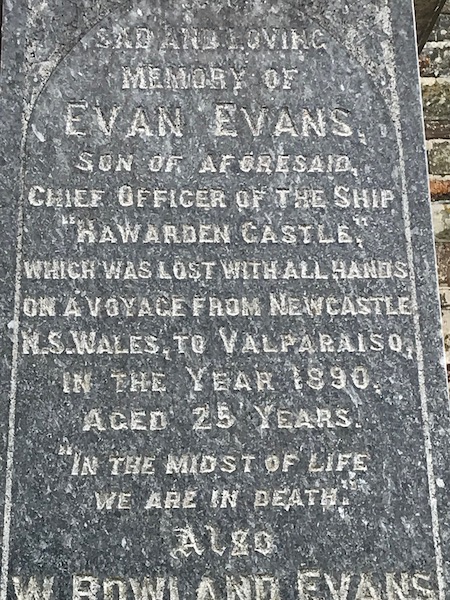 SAD AND LOVING
MEMORY OF
EVAN EVANS,
SON OF AFORESAID,
CHIEF OFFICER OF THE SHIP
"HAWARDEN CASTLE,"
WHICH WAS LOST WITH ALL HANDS
ON A VOYAGE FROM NEWCASTLE
N.S.WALES, TO VALPARAISO,
IN THE YEAR 1890.
AGED 25 YEARS.
"IN THE MIDST OF LIFE
WE ARE IN DEATH."
Also
W. ROWLAND EVANS